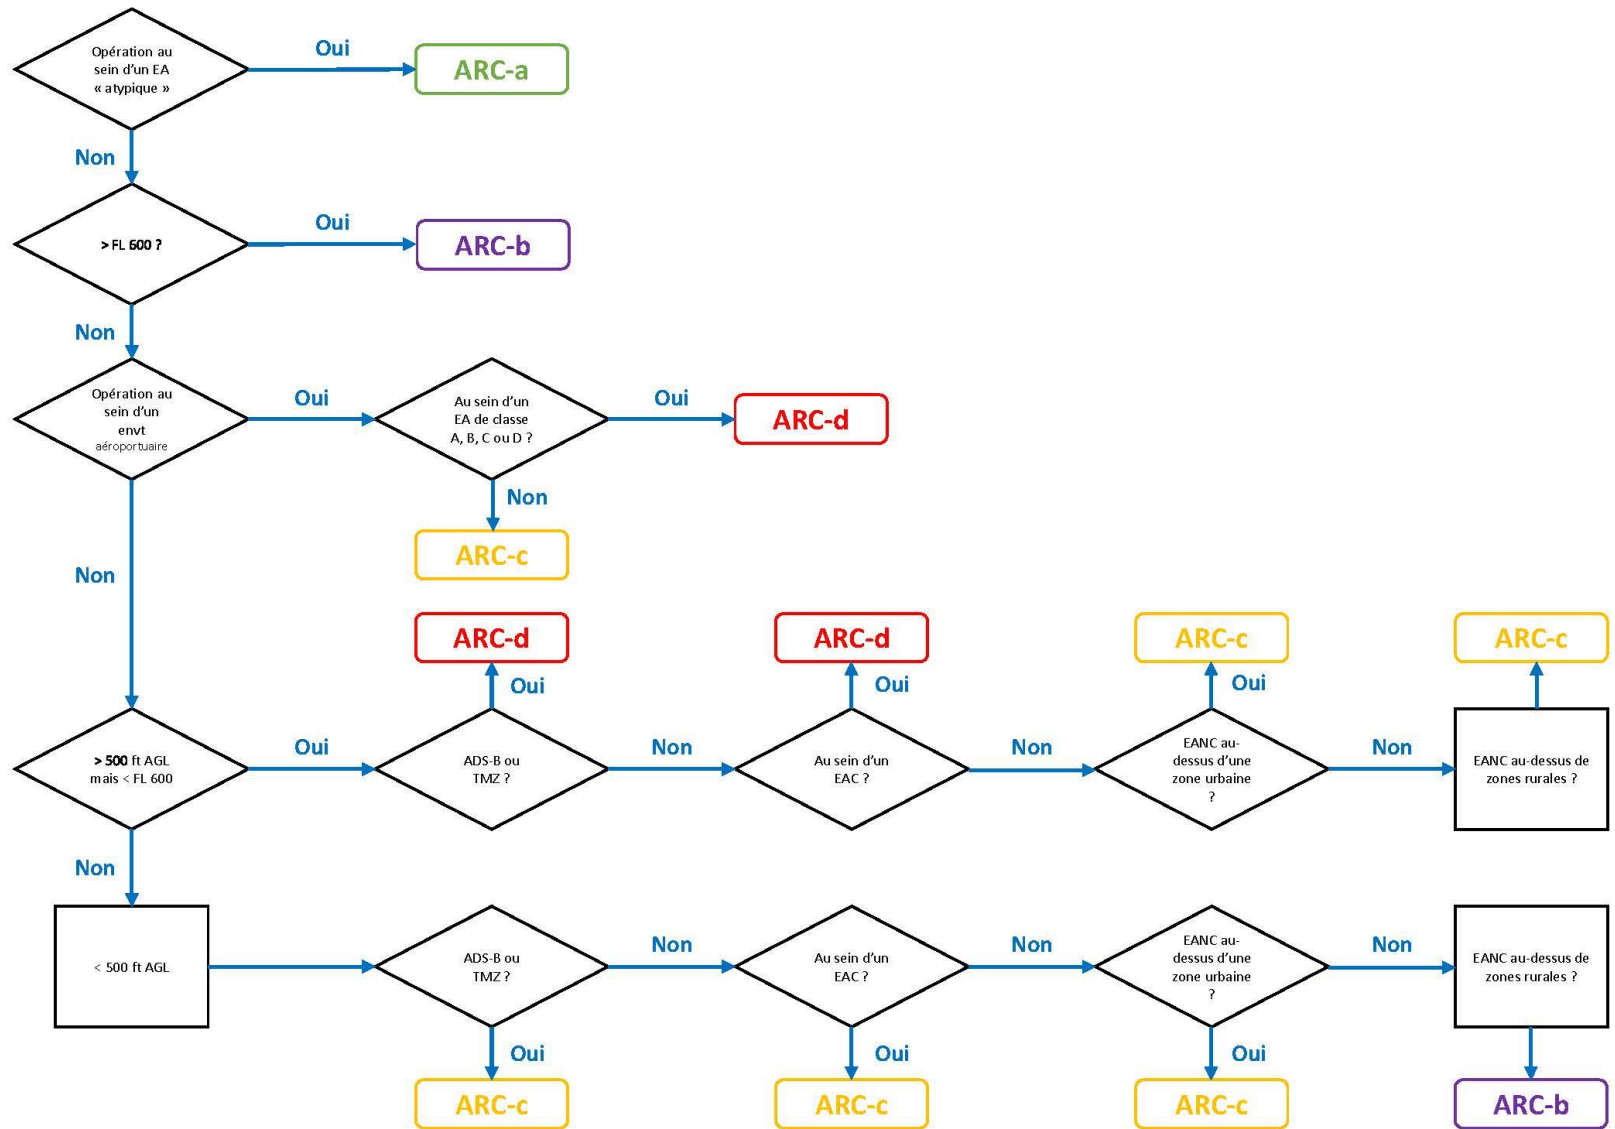 Opération au
sein d'un EA
« atypique »
Oui
ARC-a
Non
> FL 600 ?
Oui
ARC-b
Non
Opération au
sein d'un
envt
aéroportuaire
Oui
Au sein d'un
EA de classe
A, B, C ou D ?
Oui
ARC-d
Non
ARC-c
Non
ARC-d
ARC-d
ARC-c
ARC-c
Oui
Oui
Oui
> 500 ft AGL
mais < FL 600
Oui
ADS-B ou
TMZ ?
Non
Au sein d'un
EAC ?
Non
EANC au-
dessus d'une
zone urbaine
?
Non
EANC au-dessus de
zones rurales ?
Non
< 500 ft AGL
ADS-B ou
TMZ ?
Non
Au sein d'un
EAC ?
Non
EANC au-
dessus d'une
zone urbaine
?
Non
EANC au-dessus de
zones rurales ?
Oui
Oui
Oui
ARC-c
ARC-c
ARC-c
ARC-b